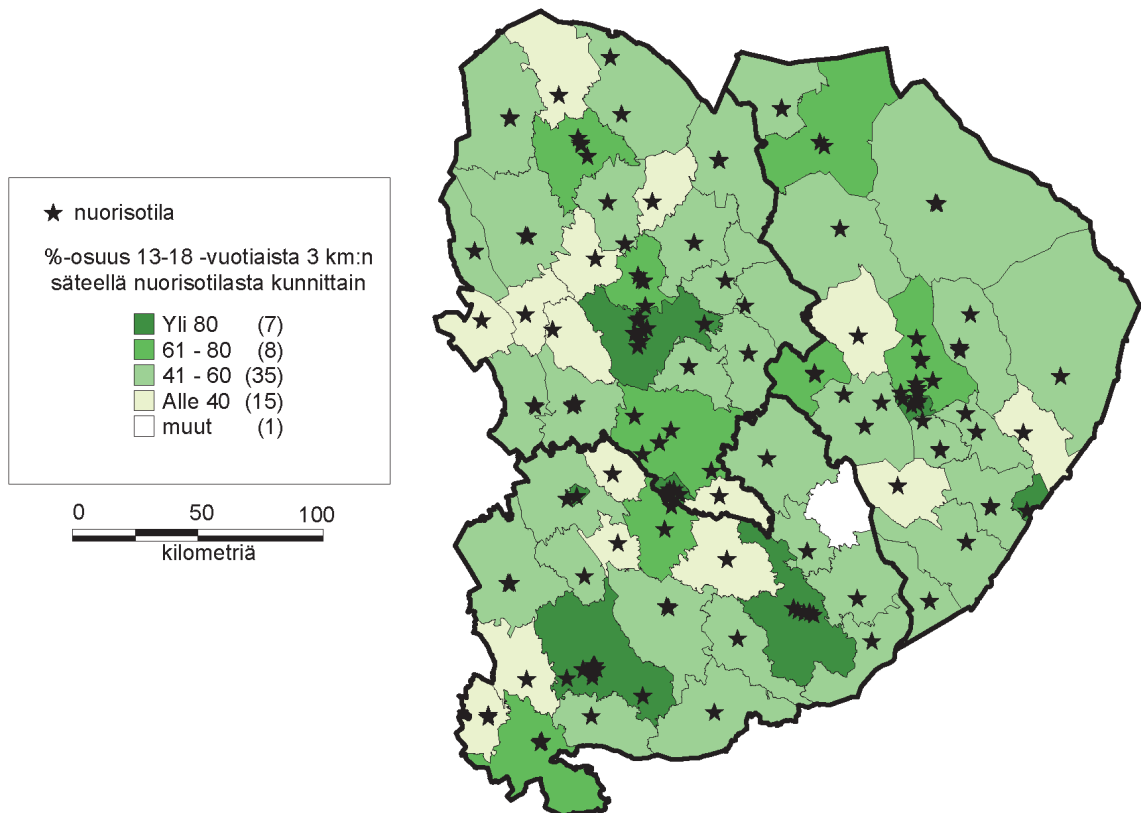 nuorisotila
%-osuus 13-18 -vuotiaista 3 km:n
säteellä nuorisotilasta kunnittain
Yli 80 (7)
61 - 80 (8)
41 - 60 (35)
Alle 40 (15)
muut (1)
0 50 100
kilometriä